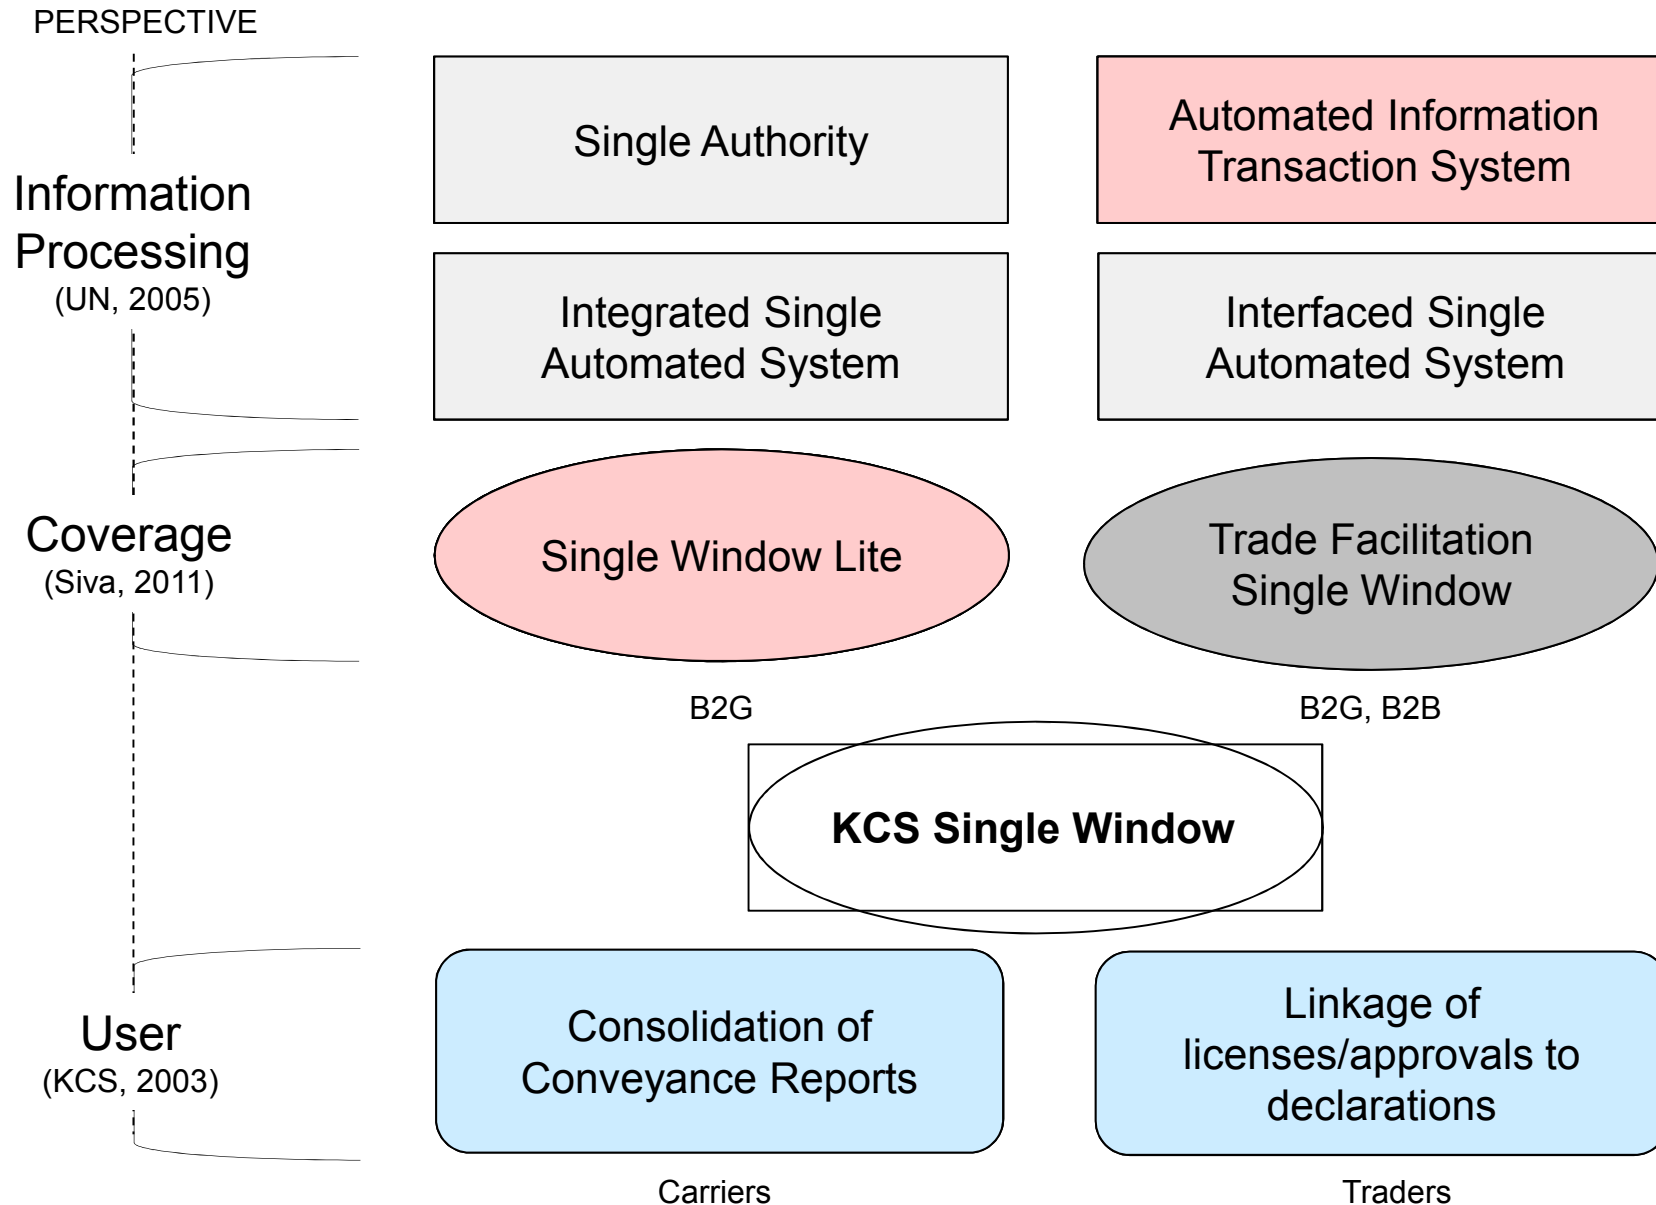 PERSPECTIVE
Single Authority
Automated Information
Transaction System
Information
Processing
(UN, 2005)
Integrated Single
Automated System
Interfaced Single
Automated System
Coverage
(Siva, 2011)
Single Window Lite
Trade Facilitation
Single Window
B2G
B2G, B2B
KCS Single Window
User
(KCS, 2003)
Consolidation of
Conveyance Reports
Linkage of
licenses/approvals to
declarations
Carriers
Traders